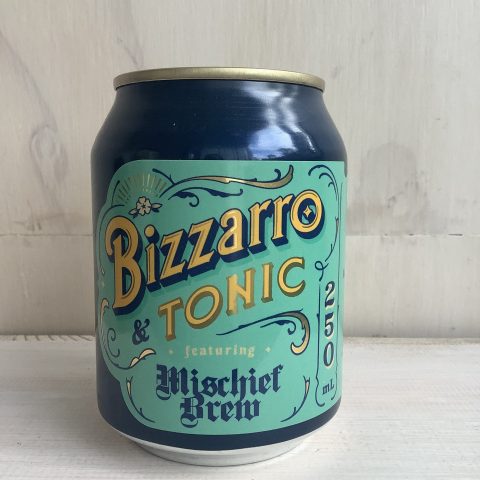 Bizzarro
& TONIC
featuring
Mischief
Brew
250 mL